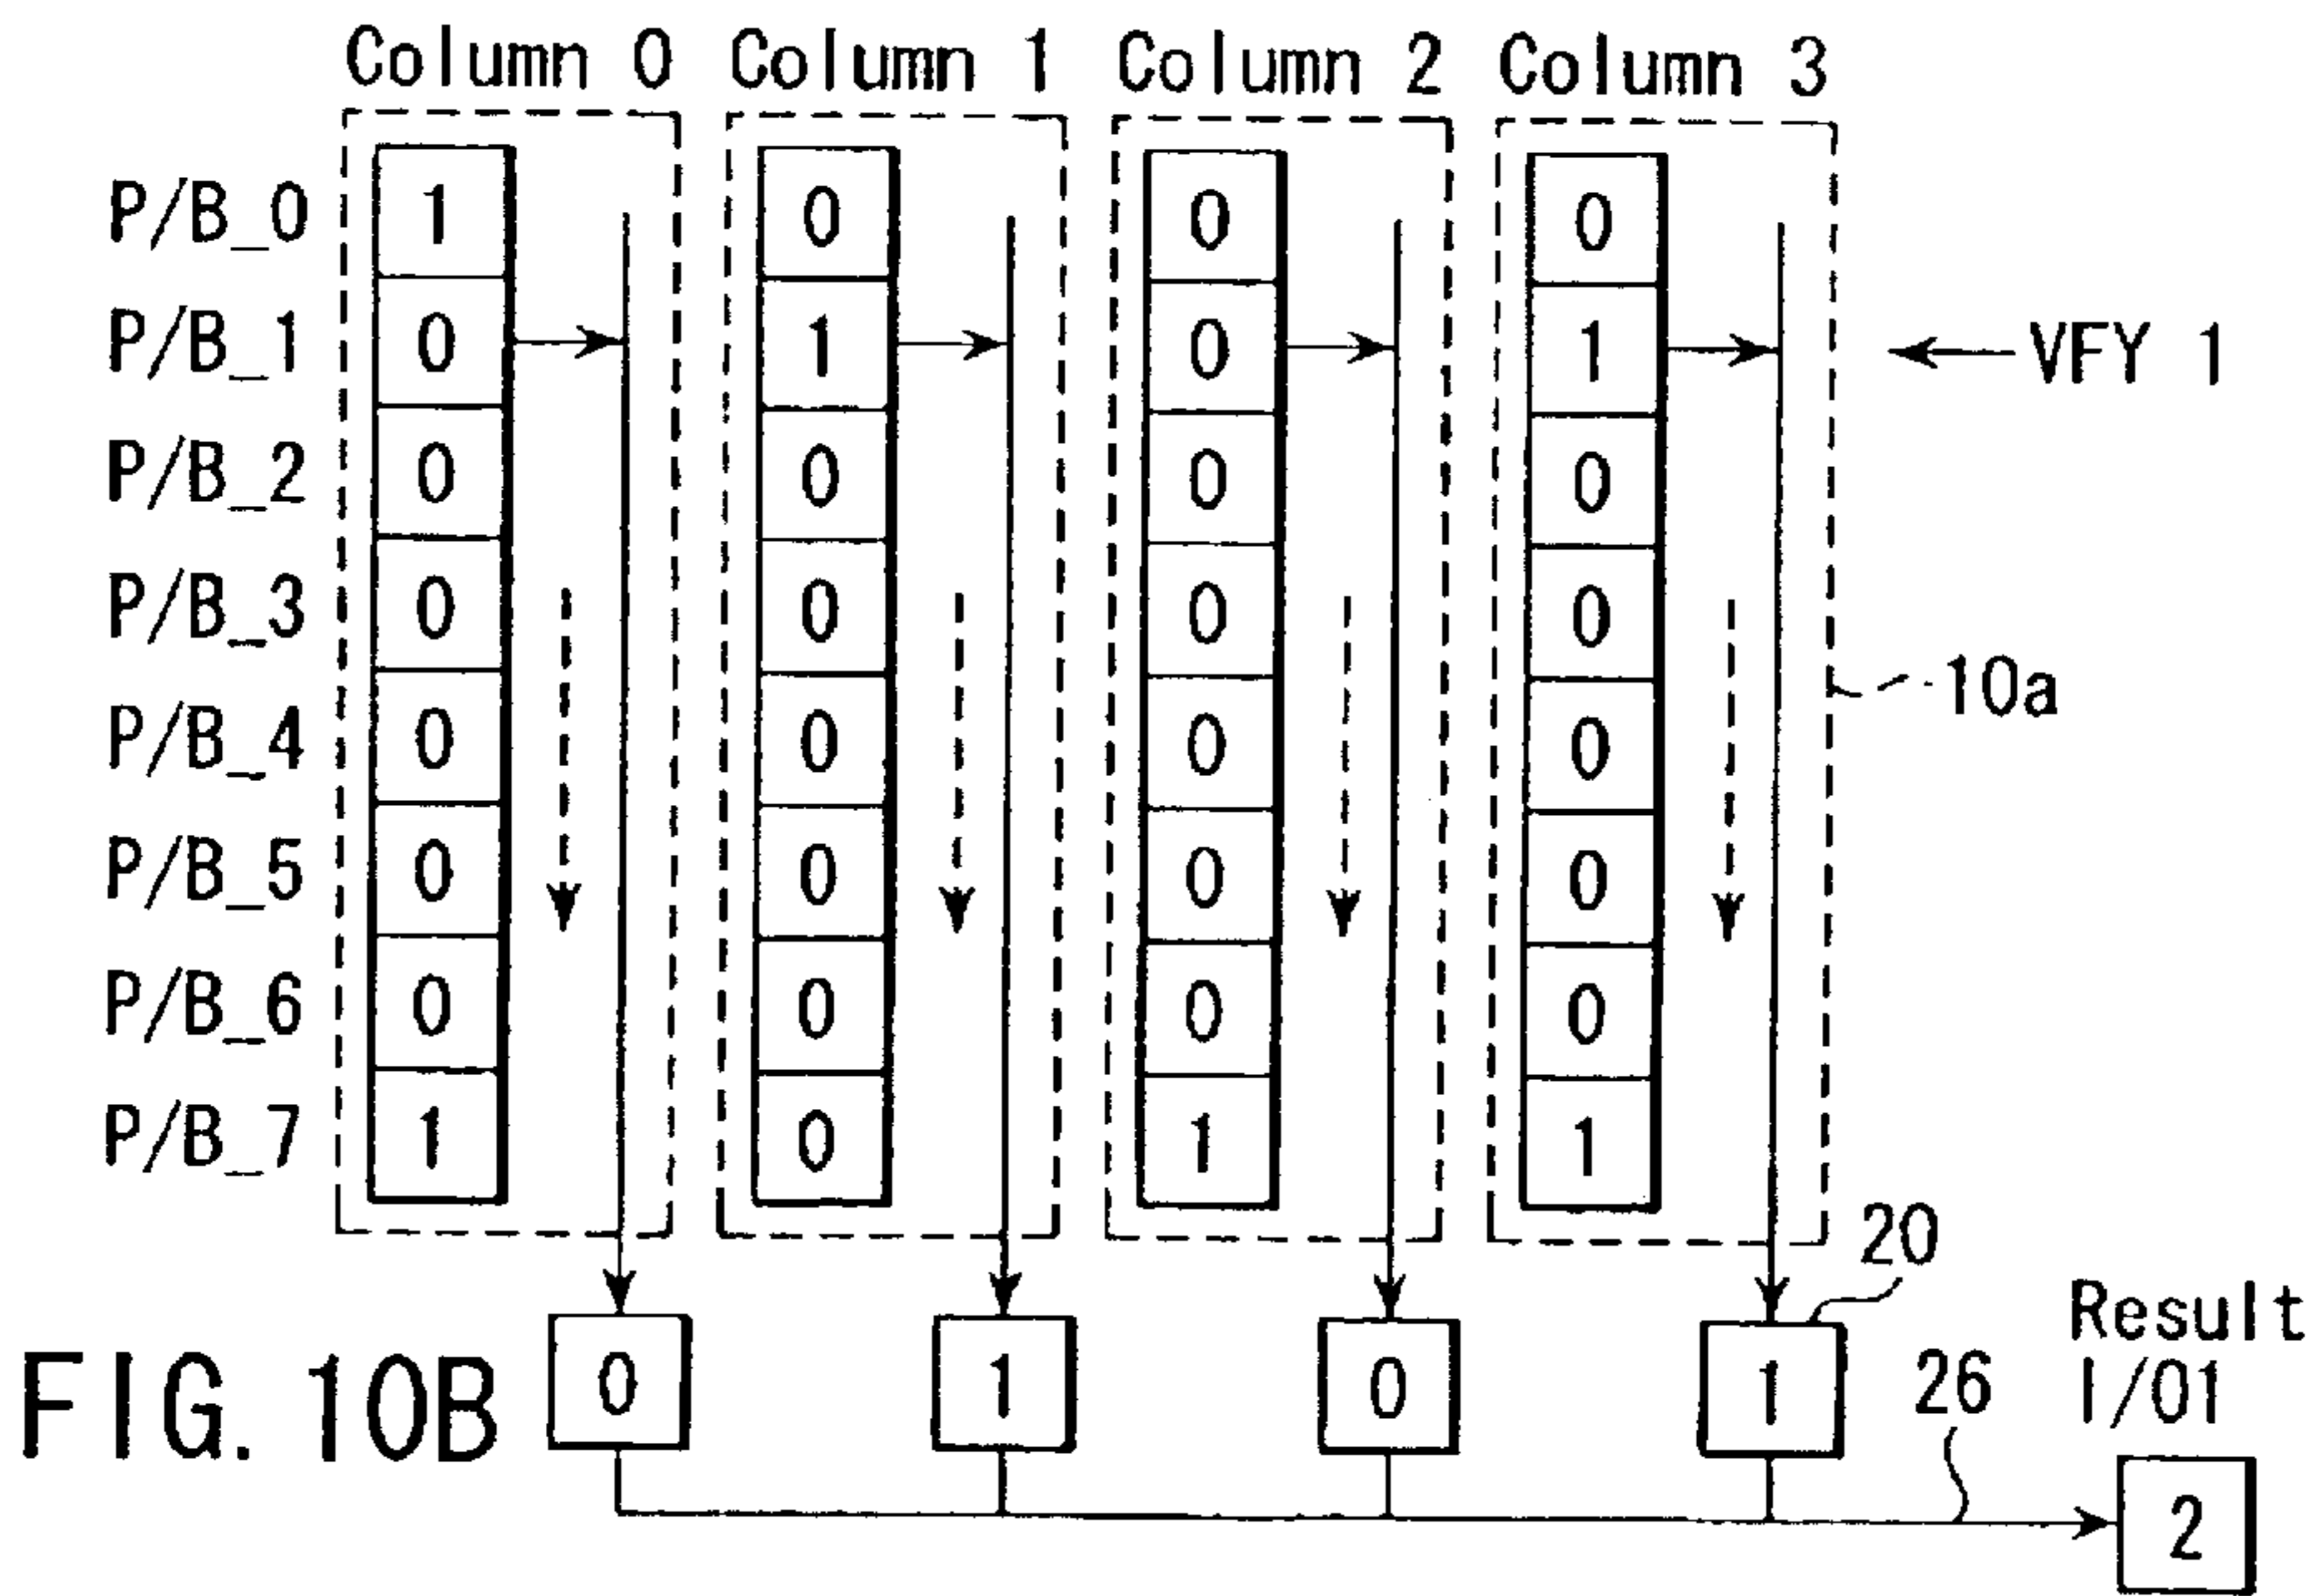 Column 0 Column 1 Column 2 Column 3
P/B_0 1 0 0 0
P/B_1 0 1 0 1 VFY 1
P/B_2 0 0 0 0
P/B_3 0 0 0 0
10a
P/B_4 0 0 0 0
P/B_5 0 0 0 0
P/B_6 0 0 0 0
P/B_7 1 0 1 1
20
Result
FIG. 10B 0 1 0 1 26 I/01
2